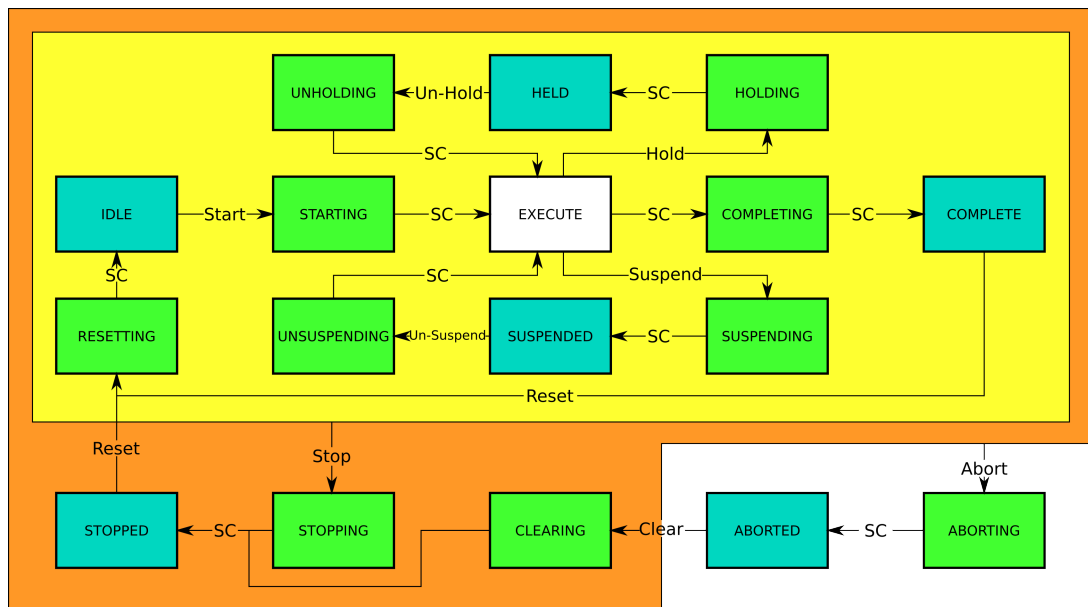 UNHOLDING
Un-Hold
HELD
SC
HOLDING
SC
Hold
IDLE
Start
STARTING
SC
EXECUTE
SC
COMPLETING
SC
COMPLETE
SC
SC
Suspend
RESETTING
UNSUSPENDING
Un-Suspend
SUSPENDED
SC
SUSPENDING
Reset
Reset
Stop
Abort
STOPPED
SC
STOPPING
CLEARING
Clear
ABORTED
SC
ABORTING